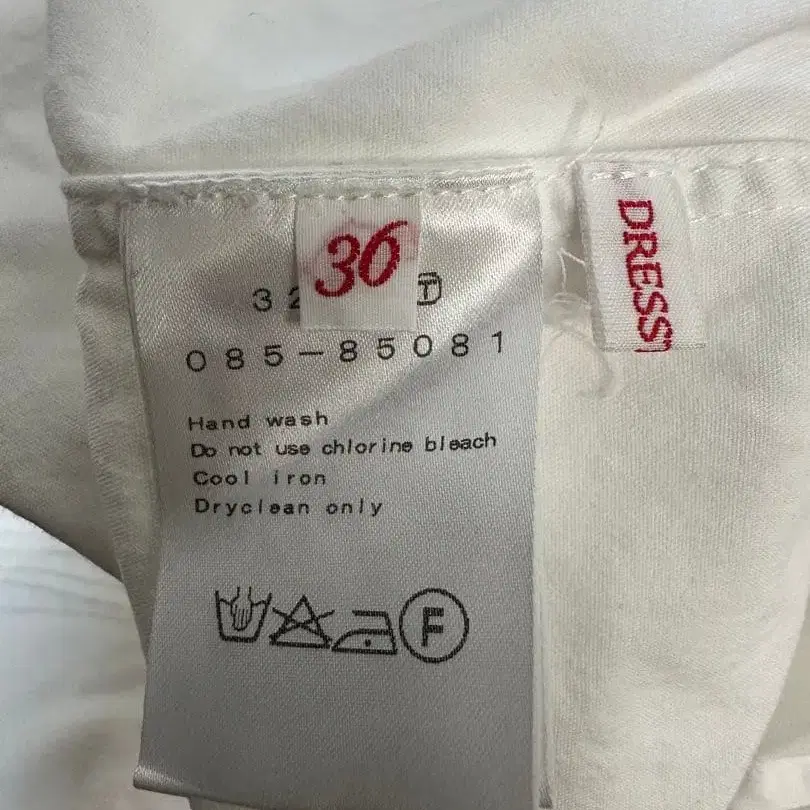 36
DRESS
32 T
085-85081
Hand wash
Do not use chlorine bleach
Cool iron
Dryclean only
F